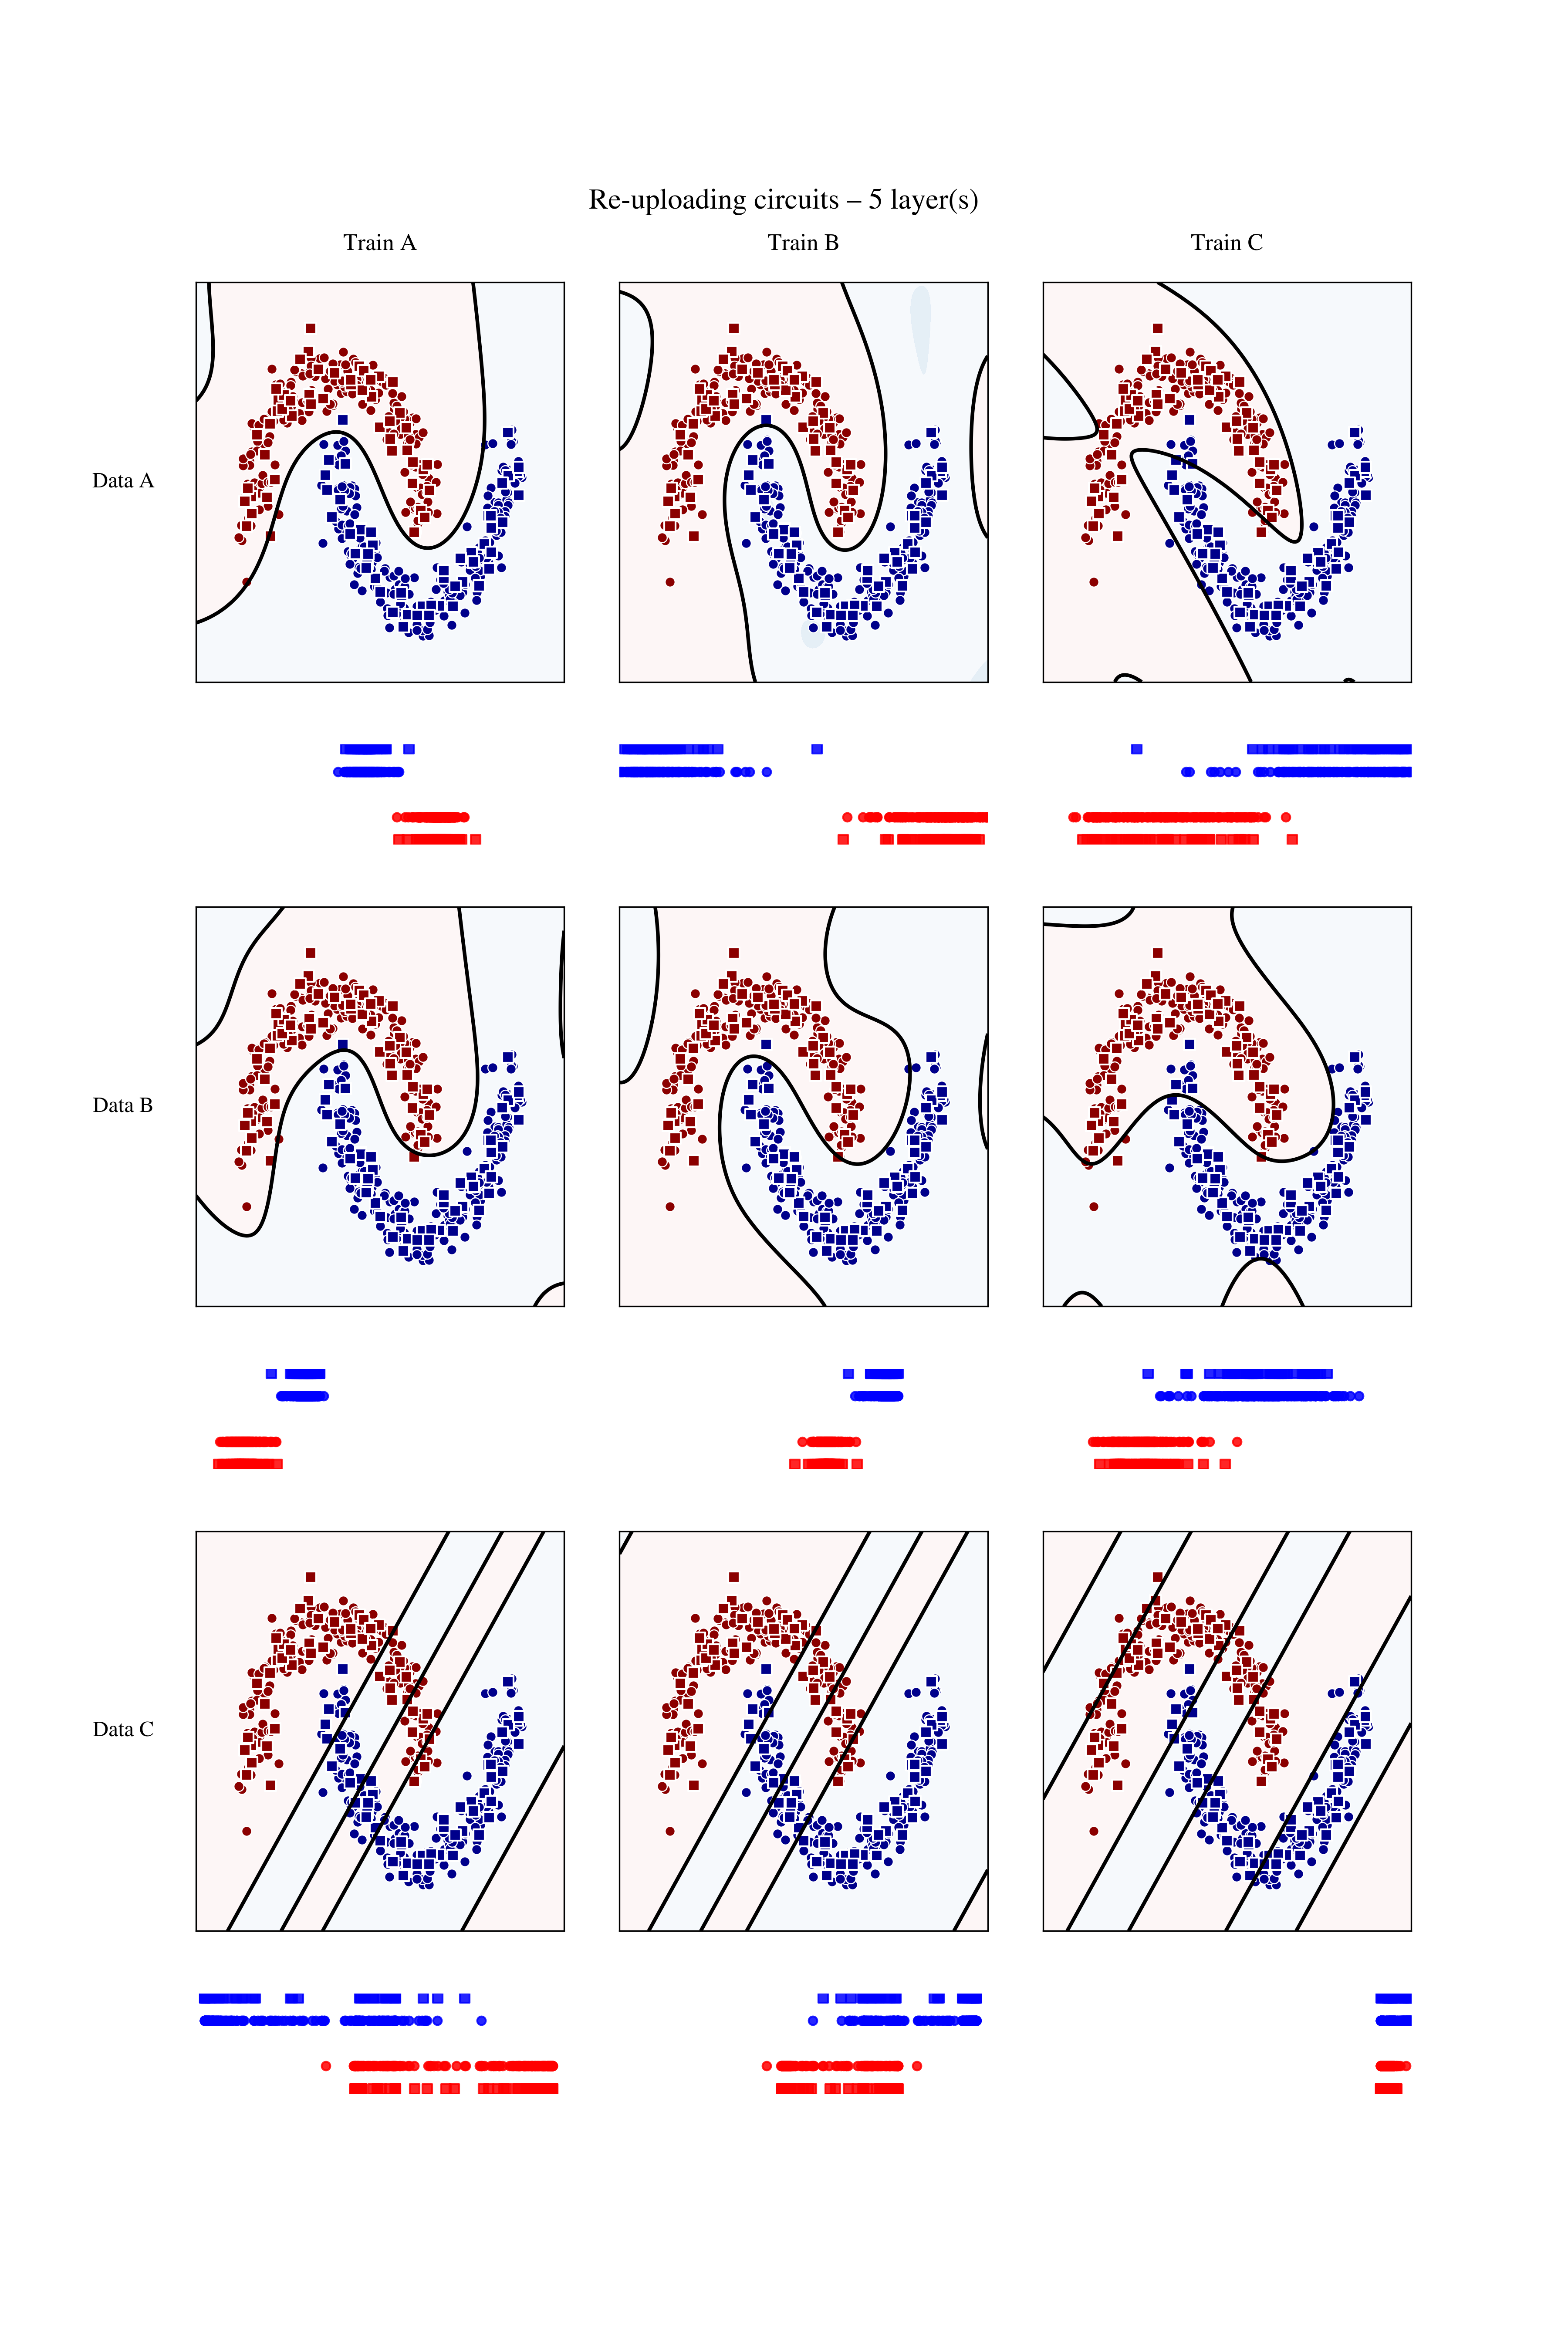 Re-uploading circuits – 5 layer(s)
Train A
Train B
Train C
Data A
Data B
Data C